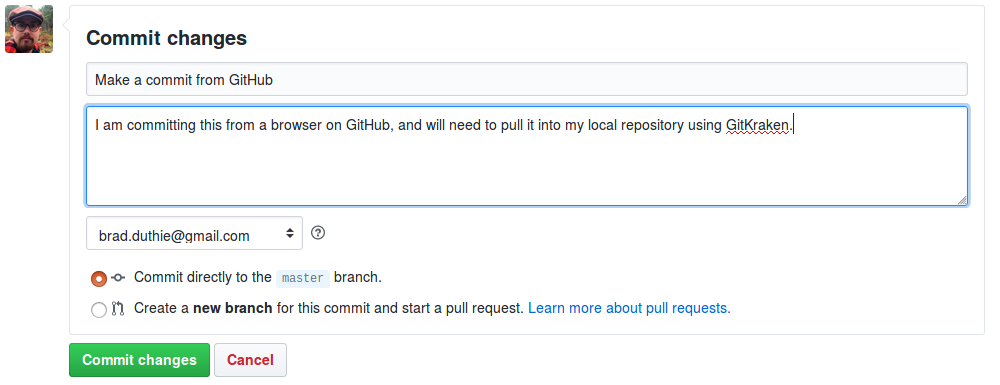 Commit changes
Make a commit from GitHub
I am committing this from a browser on GitHub, and will need to pull it into my local repository using GitKraken.
brad.duthie@gmail.com
Commit directly to the master branch.
Create a new branch for this commit and start a pull request. Learn more about pull requests.
Commit changes Cancel